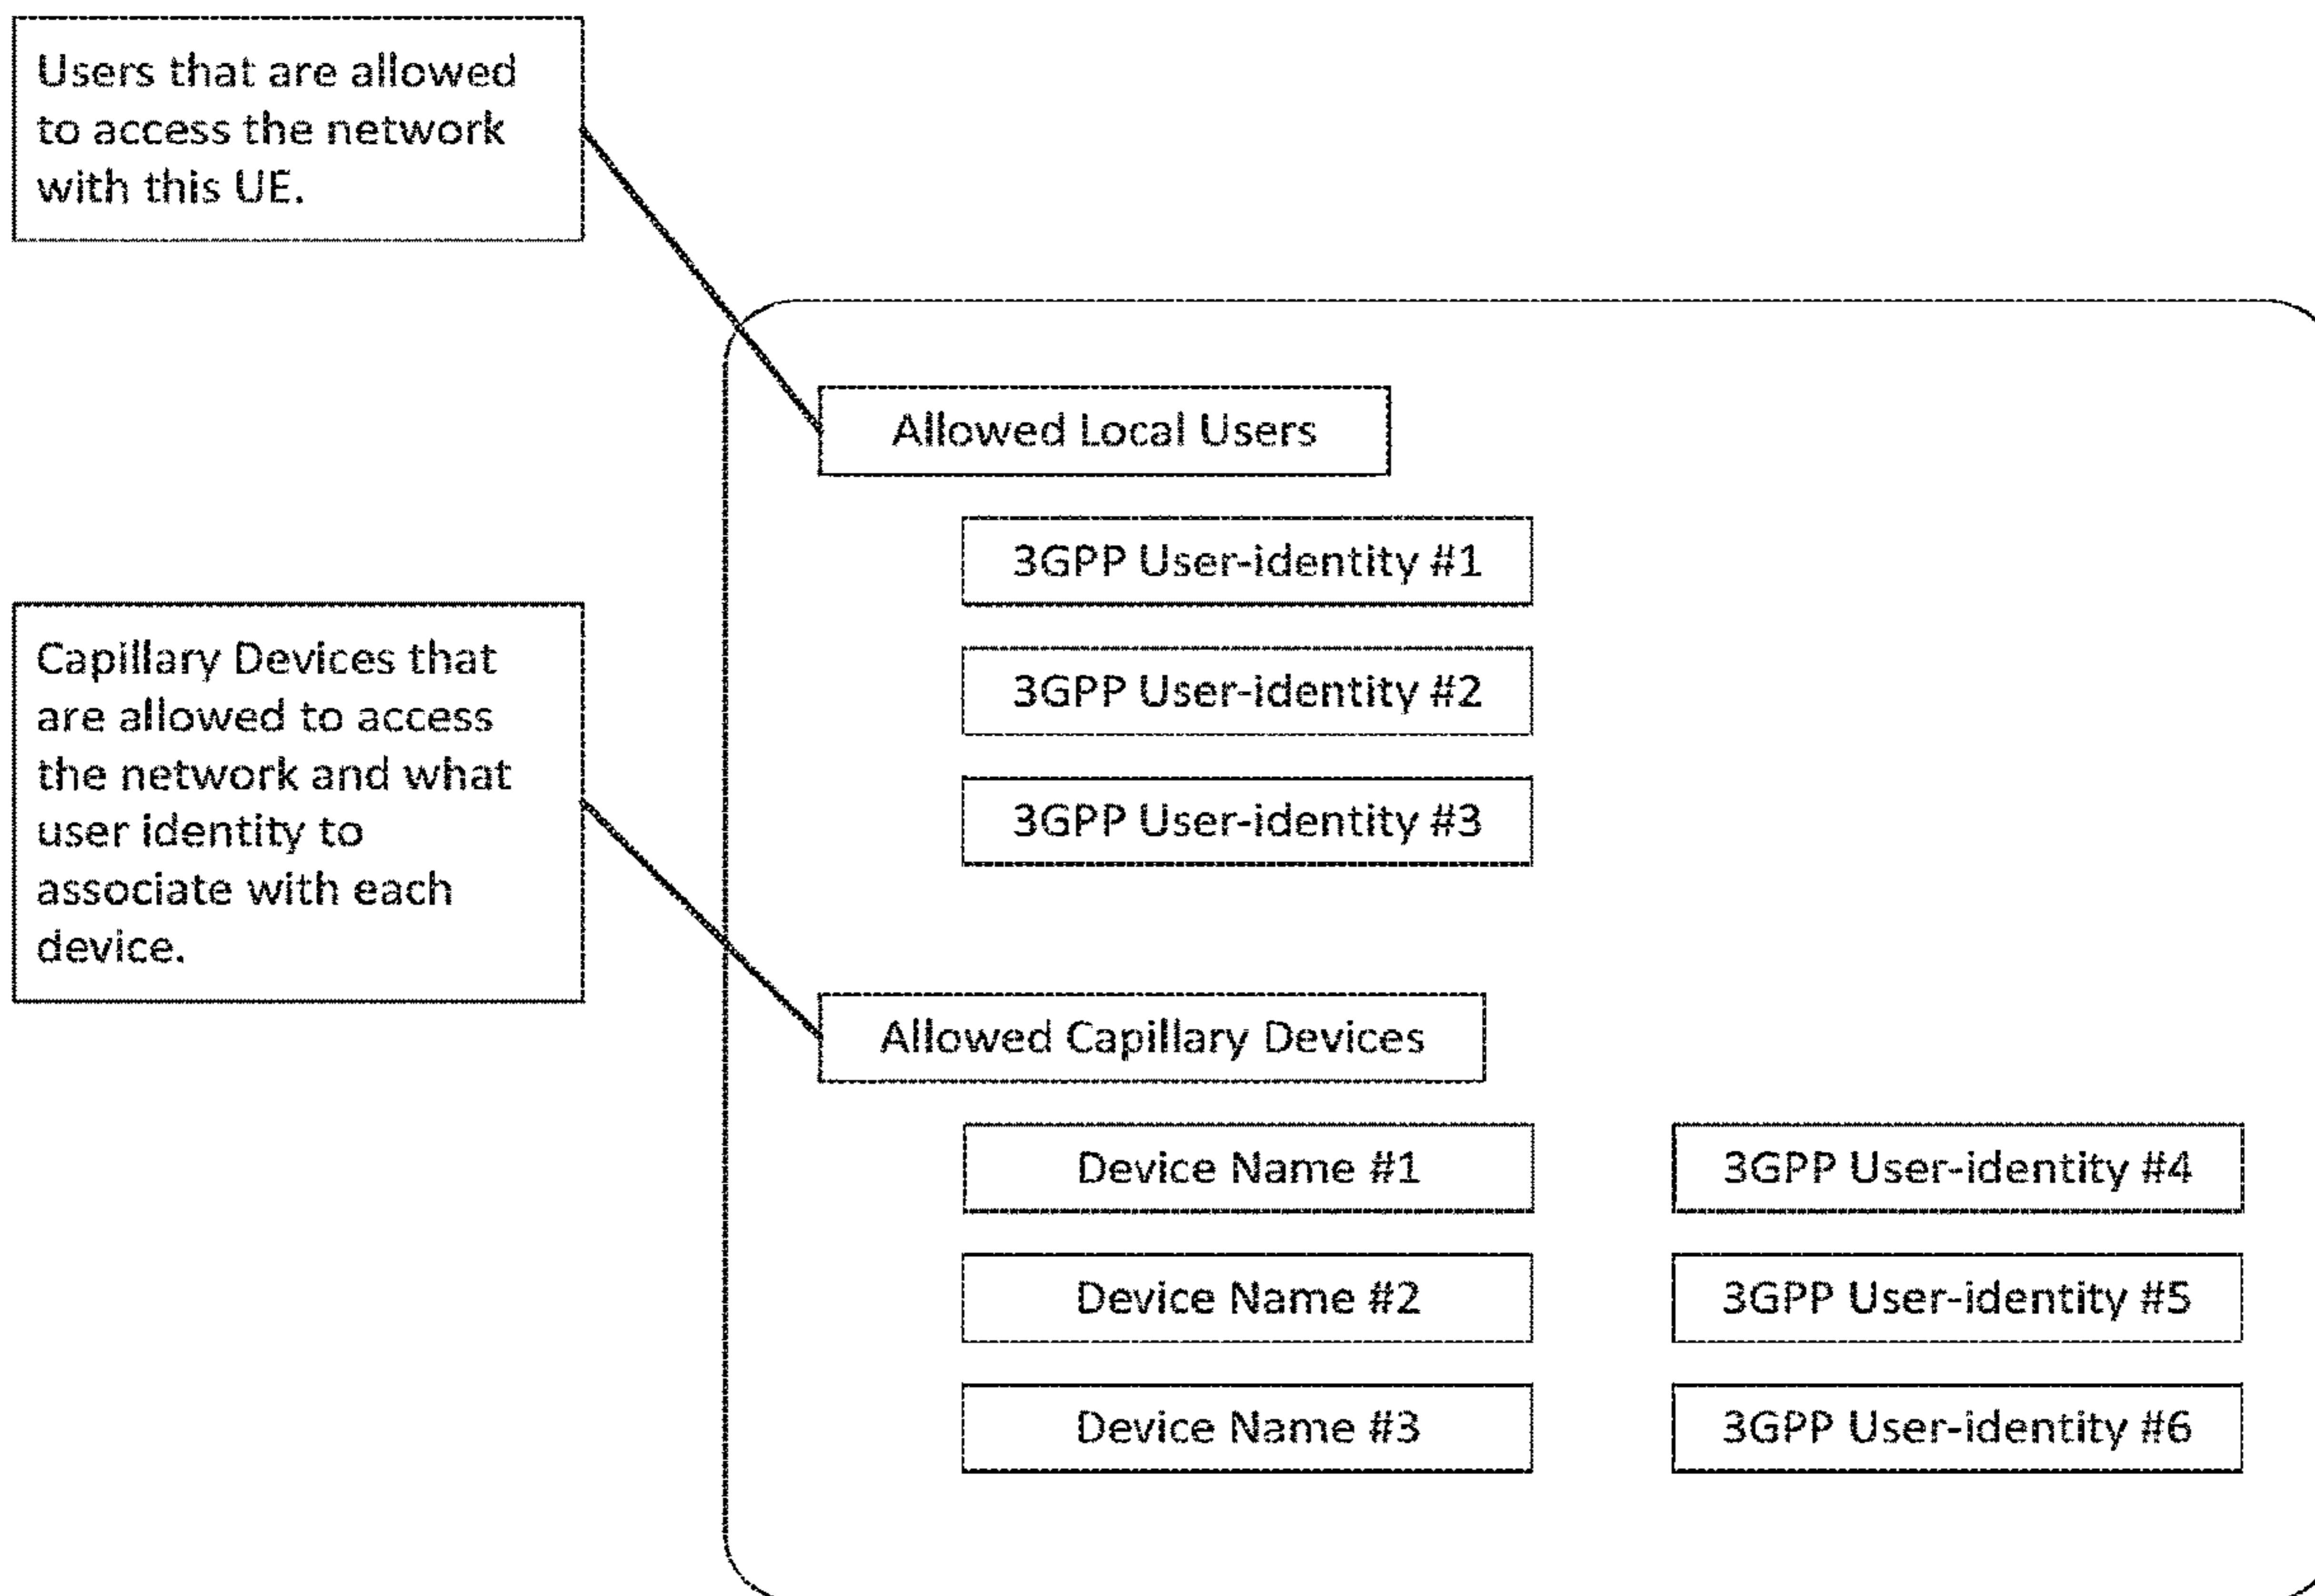 Users that are allowed
to access the network
with this UE.
Allowed Local Users
3GPP User-identity #1
3GPP User-identity #2
3GPP User-identity #3
Capillary Devices that
are allowed to access
the network and what
user identity to
associate with each
device.
Allowed Capillary Devices
Device Name #1
3GPP User-identity #4
Device Name #2
3GPP User-identity #5
Device Name #3
3GPP User-identity #6